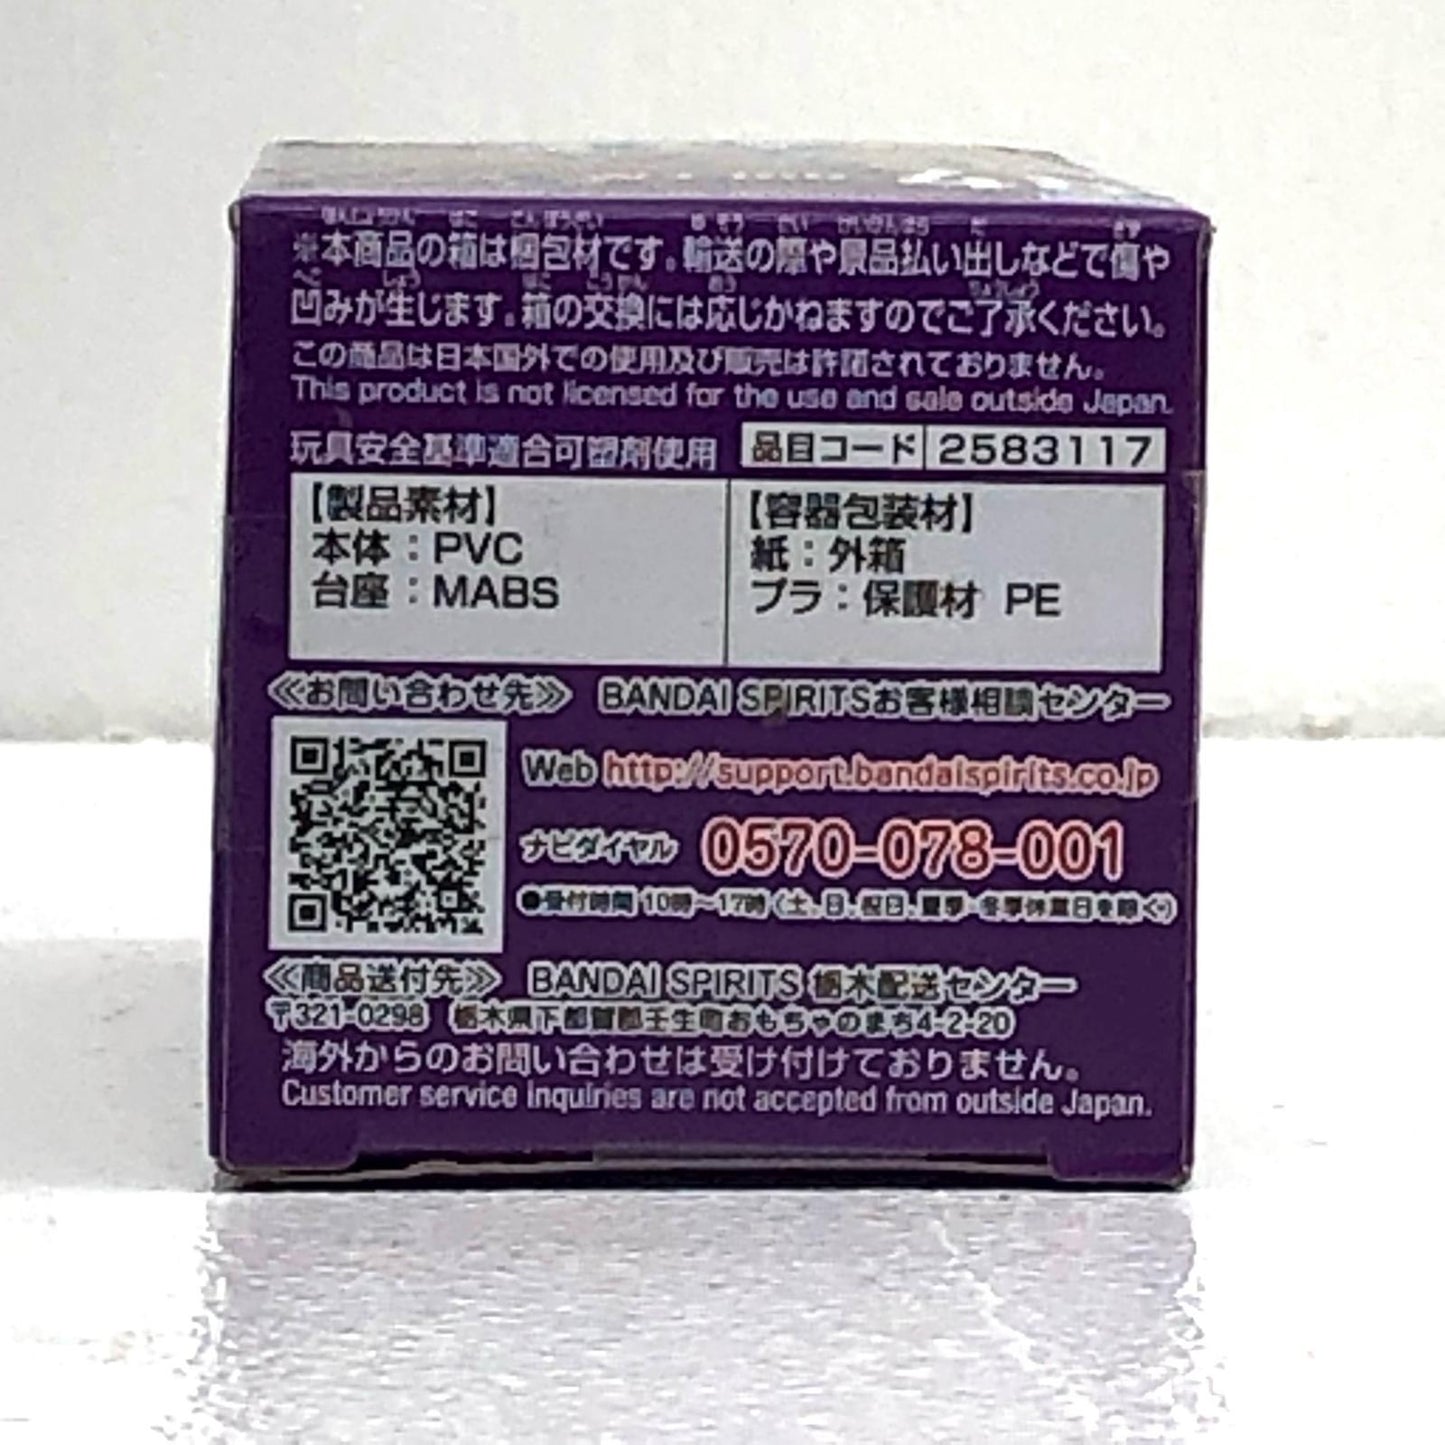 ※本商品の箱は梱包材です。輸送の際や景品払い出しなどで傷や
凹みが生じます。箱の交換には応じかねますのでご了承ください。
この商品は日本国外での使用及び販売は許諾されておりません。
This product is not licensed for the use and sale outside Japan.
玩具安全基準適合可塑剤使用
品目コード 2583117
【製品素材】
本体：PVC
台座：MABS
【容器包装材】
紙：外箱
プラ：保護材 PE
≪お問い合わせ先≫ BANDAI SPIRITSお客様相談センター
Web http://support.bandaispirits.co.jp
ナビダイヤル 0570-078-001
●受付時間 10時～17時（土、日、祝日、夏季・冬季休業日を除く）
≪商品送付先≫ BANDAI SPIRITS 栃木配送センター
〒321-0298 栃木県下都賀郡壬生町おもちゃのまち4-2-20
海外からのお問い合わせは受け付けておりません。
Customer service inquiries are not accepted from outside Japan.